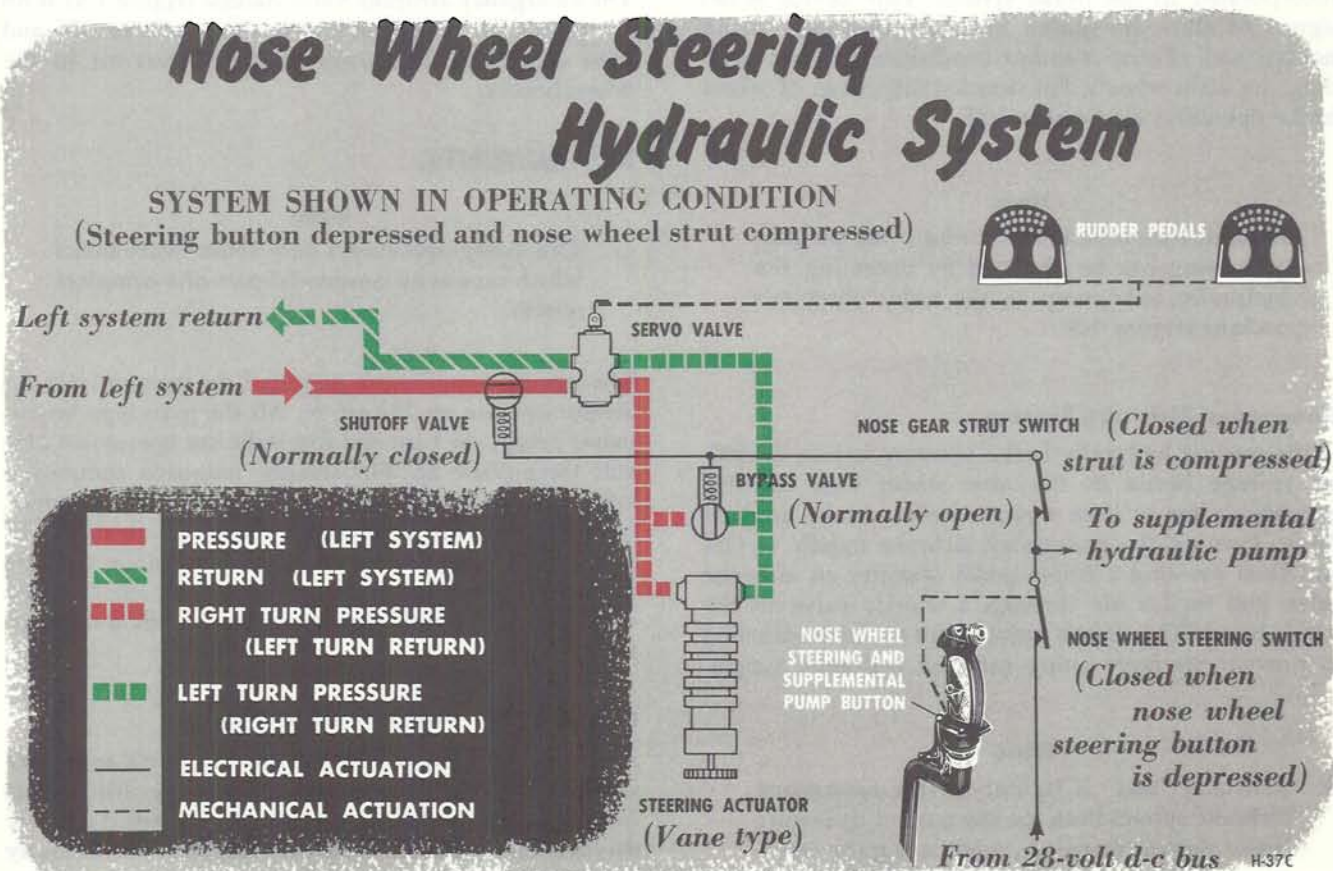 Nose Wheel Steering
Hydraulic System
SYSTEM SHOWN IN OPERATING CONDITION
(Steering button depressed and nose wheel strut compressed)
RUDDER PEDALS
Left system return
SERVO VALVE
From left system
SHUTOFF VALVE
(Normally closed)
NOSE GEAR STRUT SWITCH (Closed when
strut is compressed)
BYPASS VALVE
(Normally open)
To supplemental
hydraulic pump
PRESSURE (LEFT SYSTEM)
RETURN (LEFT SYSTEM)
RIGHT TURN PRESSURE
(LEFT TURN RETURN)
LEFT TURN PRESSURE
(RIGHT TURN RETURN)
ELECTRICAL ACTUATION
MECHANICAL ACTUATION
NOSE WHEEL
STEERING AND
SUPPLEMENTAL
PUMP BUTTON
NOSE WHEEL STEERING SWITCH
(Closed when
nose wheel
steering button
is depressed)
STEERING ACTUATOR
(Vane type)
From 28-volt d-c bus
H-37C